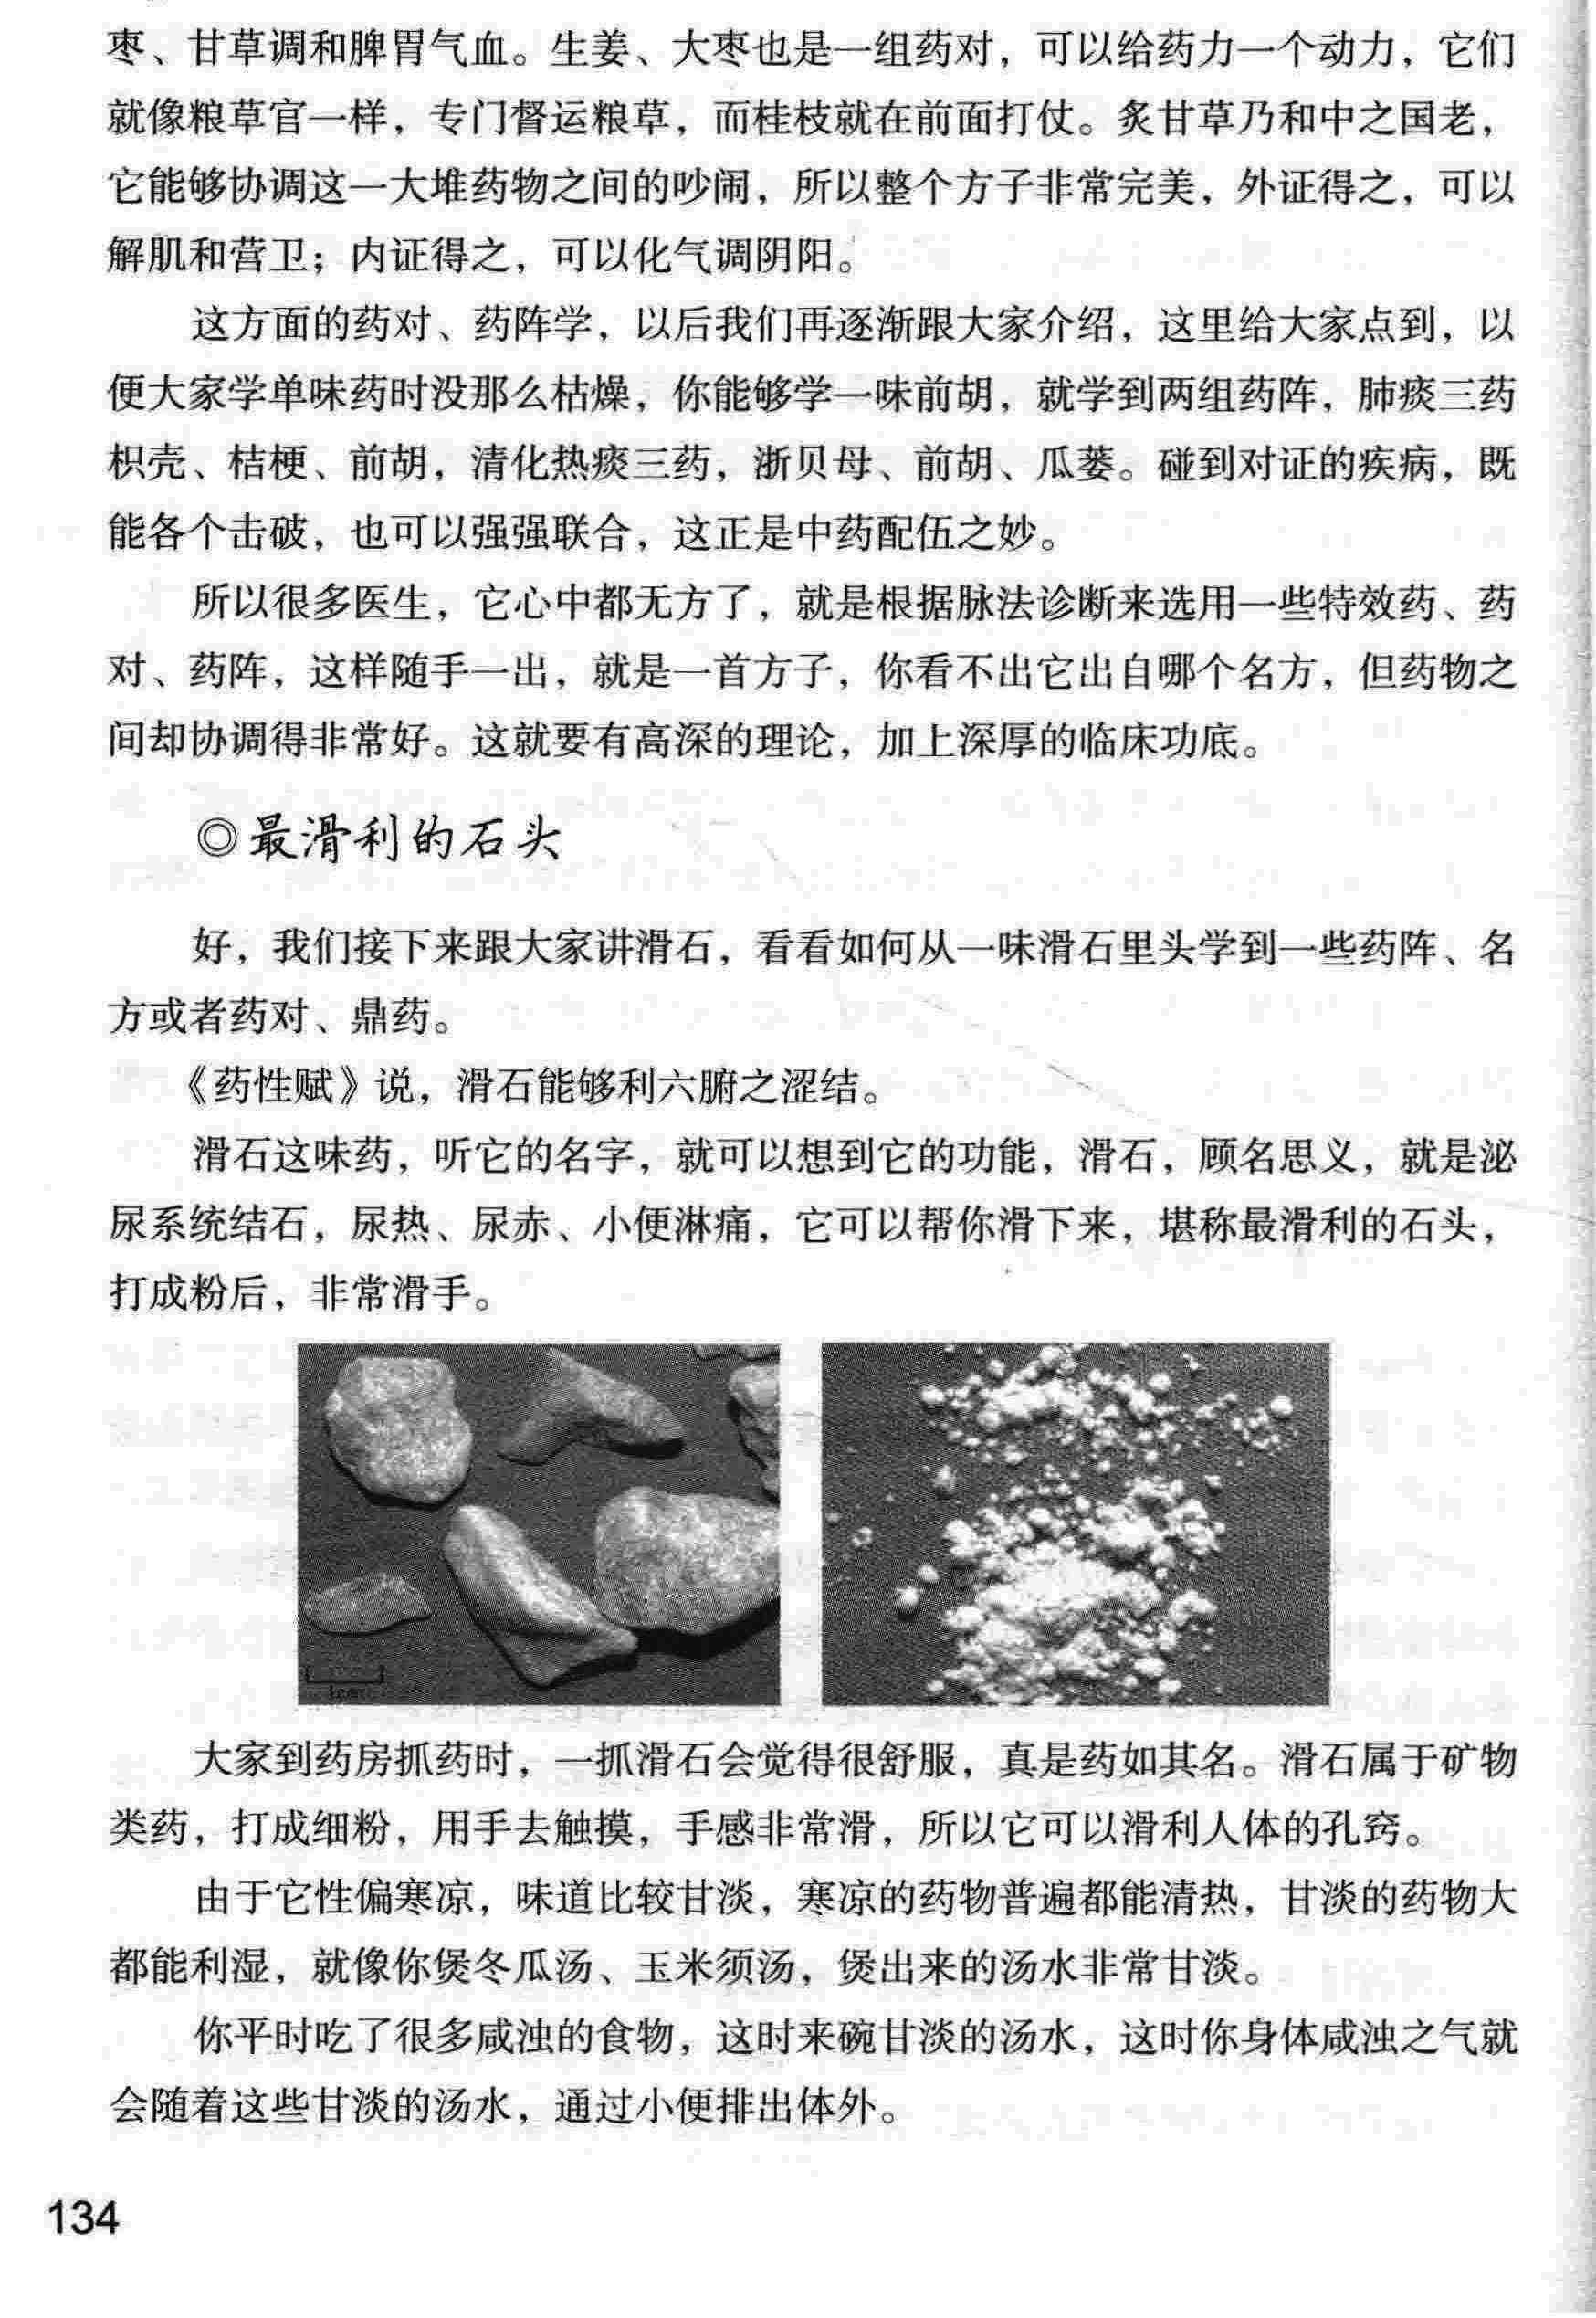 枣、甘草调和脾胃气血。生姜、大枣也是一组药对，可以给药力一个动力，它们
就像粮草官一样，专门督运粮草，而桂枝就在前面打仗。炙甘草乃和中之国老，
它能够协调这一大堆药物之间的吵闹，所以整个方子非常完美，外证得之，可以
解肌和营卫；内证得之，可以化气调阴阳。
这方面的药对、药阵学，以后我们再逐渐跟大家介绍，这里给大家点到，以
便大家学单味药时没那么枯燥，你能够学一味前胡，就学到两组药阵，肺痰三药
枳壳、桔梗、前胡，清化热痰三药，浙贝母、前胡、瓜蒌。碰到对证的疾病，既
能各个击破，也可以强强联合，这正是中药配伍之妙。
所以很多医生，它心中都无方了，就是根据脉法诊断来选用一些特效药、药
对、药阵，这样随手一出，就是一首方子，你看不出它出自哪个名方，但药物之
间却协调得非常好。这就要有高深的理论，加上深厚的临床功底。
◎最滑利的石头
好，我们接下来跟大家讲滑石，看看如何从一味滑石里头学到一些药阵、名
方或者药对、鼎药。
《药性赋》说，滑石能够利六腑之涩结。
滑石这味药，听它的名字，就可以想到它的功能，滑石，顾名思义，就是泌
尿系统结石，尿热、尿赤、小便淋痛，它可以帮你滑下来，堪称最滑利的石头，
打成粉后，非常滑手。
1cm
大家到药房抓药时，一抓滑石会觉得很舒服，真是药如其名。滑石属于矿物
类药，打成细粉，用手去触摸，手感非常滑，所以它可以滑利人体的孔窍。
由于它性偏寒凉，味道比较甘淡，寒凉的药物普遍都能清热，甘淡的药物大
都能利湿，就像你煲冬瓜汤、玉米须汤，煲出来的汤水非常甘淡。
你平时吃了很多咸浊的食物，这时来碗甘淡的汤水，这时你身体咸浊之气就
会随着这些甘淡的汤水，通过小便排出体外。
134